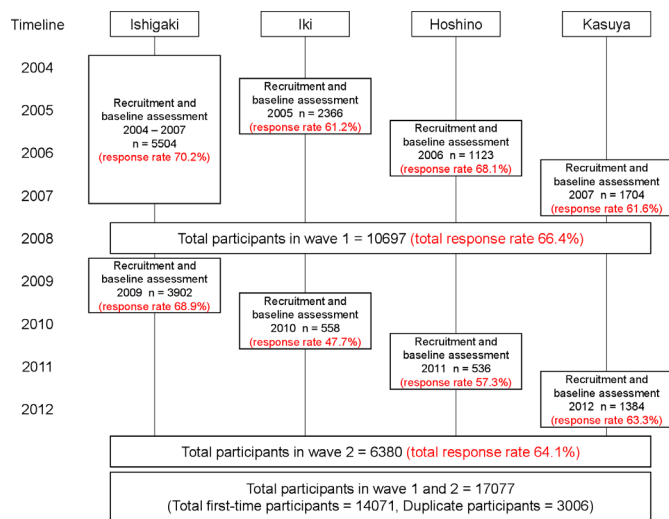 Timeline
Ishigaki
Iki
Hoshino
Kasuya
2004
2005
2006
2007
2008
2009
2010
2011
2012
Recruitment and
baseline assessment
2004 – 2007
n = 5504
(response rate 70.2%)
Recruitment and
baseline assessment
2005 n = 2366
(response rate 61.2%)
Recruitment and
baseline assessment
2006 n = 1123
(response rate 68.1%)
Recruitment and
baseline assessment
2007 n = 1704
(response rate 61.6%)
Total participants in wave 1 = 10697 (total response rate 66.4%)
Recruitment and
baseline assessment
2009 n = 3902
(response rate 68.9%)
Recruitment and
baseline assessment
2010 n = 558
(response rate 47.7%)
Recruitment and
baseline assessment
2011 n = 536
(response rate 57.3%)
Recruitment and
baseline assessment
2012 n = 1384
(response rate 63.3%)
Total participants in wave 2 = 6380 (total response rate 64.1%)
Total participants in wave 1 and 2 = 17077
(Total first-time participants = 14071, Duplicate participants = 3006)